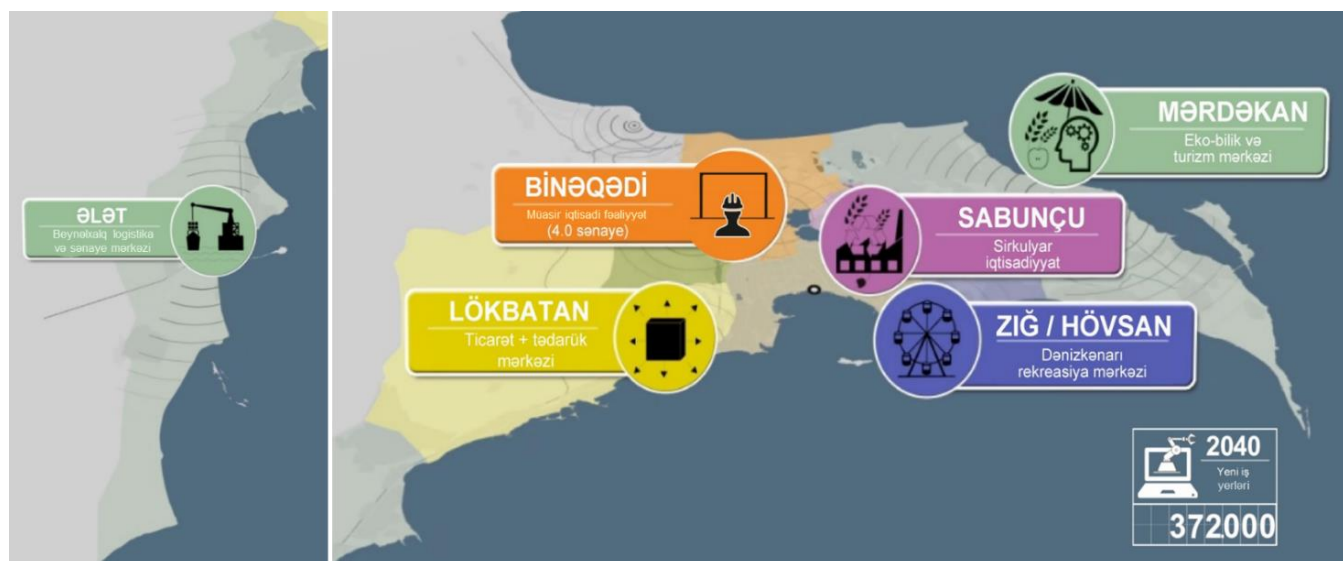 ƏLƏT
Beynəlxalq logistika
və sənaye mərkəzi
MƏRDƏKAN
Eko-bilik və
turizm mərkəzi
BİNƏQƏDİ
Müasir iqtisadi fəaliyyət
(4.0 sənaye)
SABUNÇU
Sirkulyar
iqtisadiyyat
LÖKBATAN
Ticarət + tədarük
mərkəzi
ZIĞ / HÖVSAN
Dənizkənarı
rekreasiya mərkəzi
2040
Yeni iş
yerləri
372000